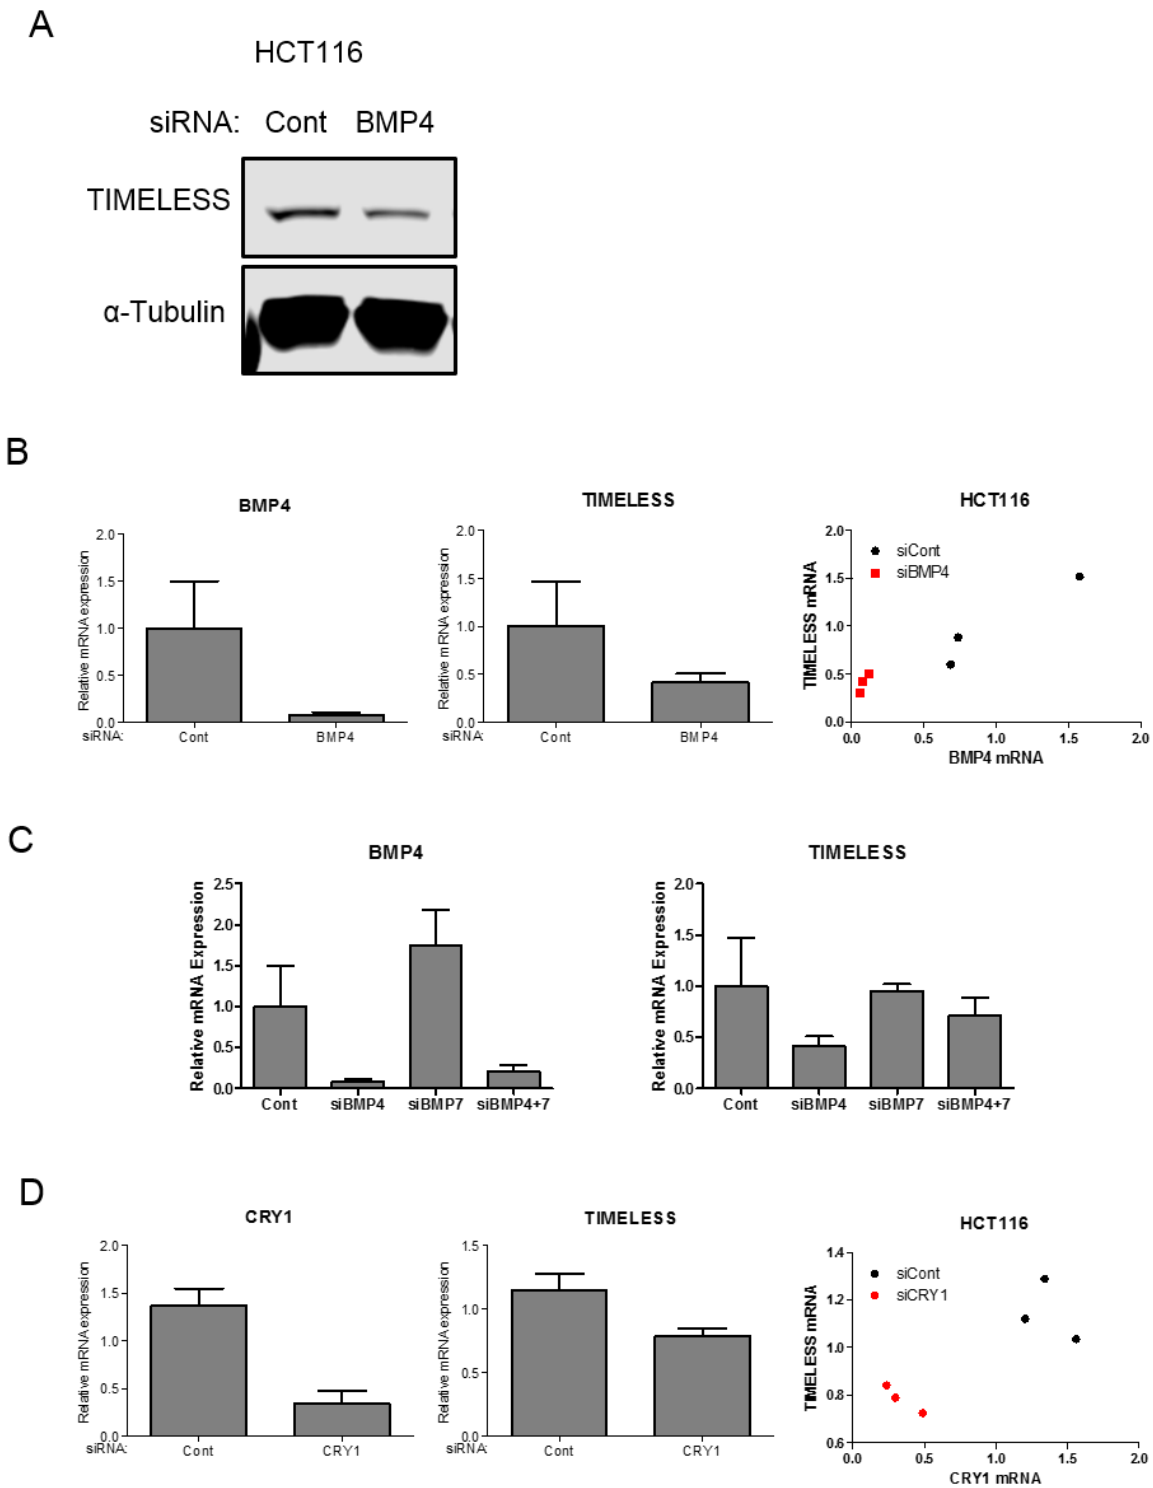 A
HCT116
siRNA: Cont BMP4
TIMELESS
α-Tubulin
B
BMP4
Relative mRNA expression
2.0
1.5
1.0
0.5
0.0
siRNA: Cont BMP4
TIMELESS
Relative mRNA expression
2.0
1.5
1.0
0.5
0.0
siRNA: Cont BMP4
HCT116
TIMELESS mRNA
2.0
1.5
1.0
0.5
0.0
siCont
siBMP4
0.0 0.5 1.0 1.5 2.0
BMP4 mRNA
C
BMP4
Relative mRNA Expression
2.5
2.0
1.5
1.0
0.5
0.0
Cont siBMP4 siBMP7 siBMP4+7
TIMELESS
Relative mRNA Expression
2.0
1.5
1.0
0.5
0.0
Cont siBMP4 siBMP7 siBMP4+7
D
CRY1
Relative mRNA expression
2.0
1.5
1.0
0.5
0.0
siRNA: Cont CRY1
TIMELESS
Relative mRNA expression
1.5
1.0
0.5
0.0
siRNA: Cont CRY1
HCT116
TIMELESS mRNA
1.4
1.2
1.0
0.8
0.6
siCont
siCRY1
0.0 0.5 1.0 1.5 2.0
CRY1 mRNA